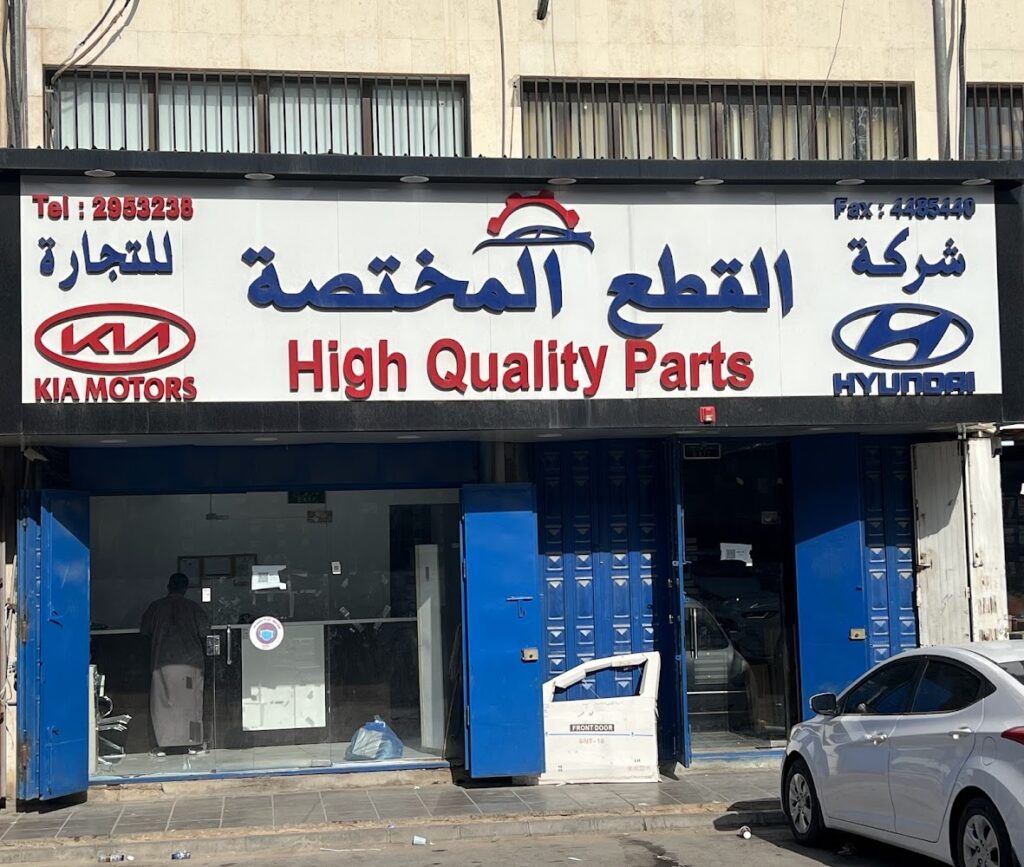 Tel : 2953238
Fax : 4485440
شركة
القطع المختصة
للتجارة
High Quality Parts
KIA
KIA MOTORS
HYUNDAI
FRONT DOOR